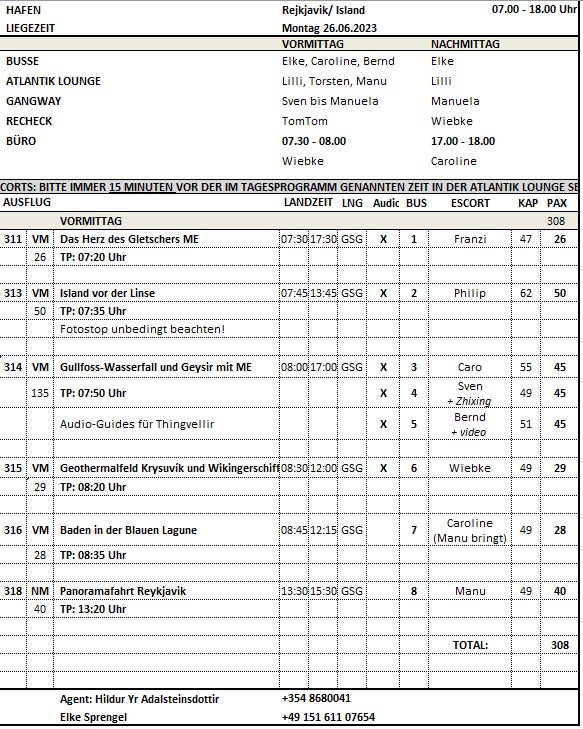 HAFEN Rejkjavik/ Island 07.00 - 18.00 Uhr
LIEGEZEIT Montag 26.06.2023
VORMITTAG NACHMITTAG
BUSSE Elke, Caroline, Bernd Elke
ATLANTIK LOUNGE Lilli, Torsten, Manu Lilli
GANGWAY Sven bis Manuela Manuela
RECHECK TomTom Wiebke
BÜRO 07.30 - 08.00 17.00 - 18.00
Wiebke Caroline
CORTS: BITTE IMMER 15 MINUTEN VOR DER IM TAGESPROGRAMM GENANNTEN ZEIT IN DER ATLANTIK LOUNGE SE
AUSFLUG LANDZEIT LNG Audio BUS ESCORT KAP PAX
VORMITTAG 308
311 VM Das Herz des Gletschers ME 07:30 17:30 GSG X 1 Franzi 47 26
26 TP: 07:20 Uhr
313 VM Island vor der Linse 07:45 13:45 GSG X 2 Philip 62 50
50 TP: 07:35 Uhr
Fotostop unbedingt beachten!
314 VM Gullfoss-Wasserfall und Geysir mit ME 08:00 17:00 GSG X 3 Caro 55 45
135 TP: 07:50 Uhr X 4 Sven 49 45
+ Zhixing
Audio-Guides für Thingvellir X 5 Bernd 51 45
+ video
315 VM Geothermalfeld Krysuvík und Wikingerschiff 08:30 12:00 GSG X 6 Wiebke 49 29
29 TP: 08:20 Uhr
316 VM Baden in der Blauen Lagune 08:45 12:15 GSG 7 Caroline 49 28
(Manu bringt)
28 TP: 08:35 Uhr
318 NM Panoramafahrt Reykjavik 13:30 15:30 GSG 8 Manu 49 40
40 TP: 13:20 Uhr
TOTAL: 308
Agent: Hildur Yr Adalsteinsdottir +354 8680041
Elke Sprengel +49 151 611 07654